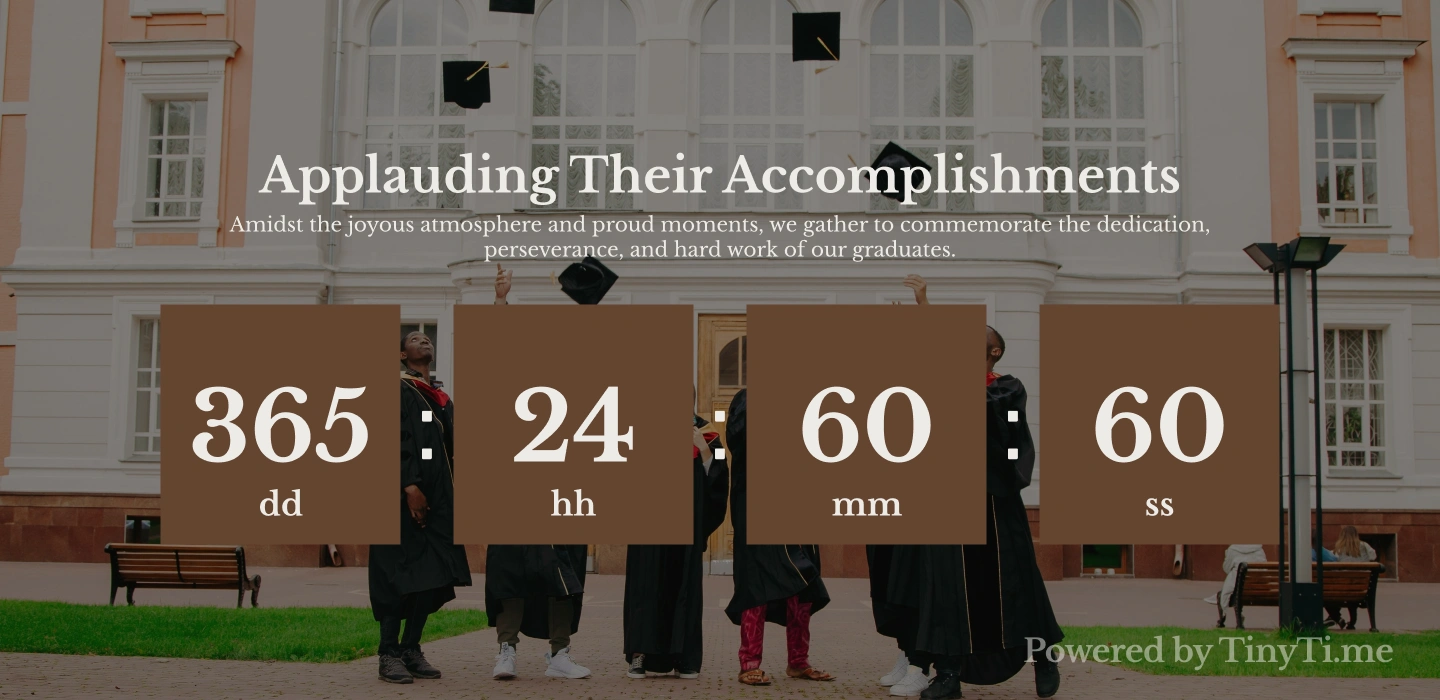 Applauding Their Accomplishments
Amidst the joyous atmosphere and proud moments, we gather to commemorate the dedication,
perseverance, and hard work of our graduates.
365 : 24 : 60 : 60
dd hh mm ss
Powered by TinyTi.me